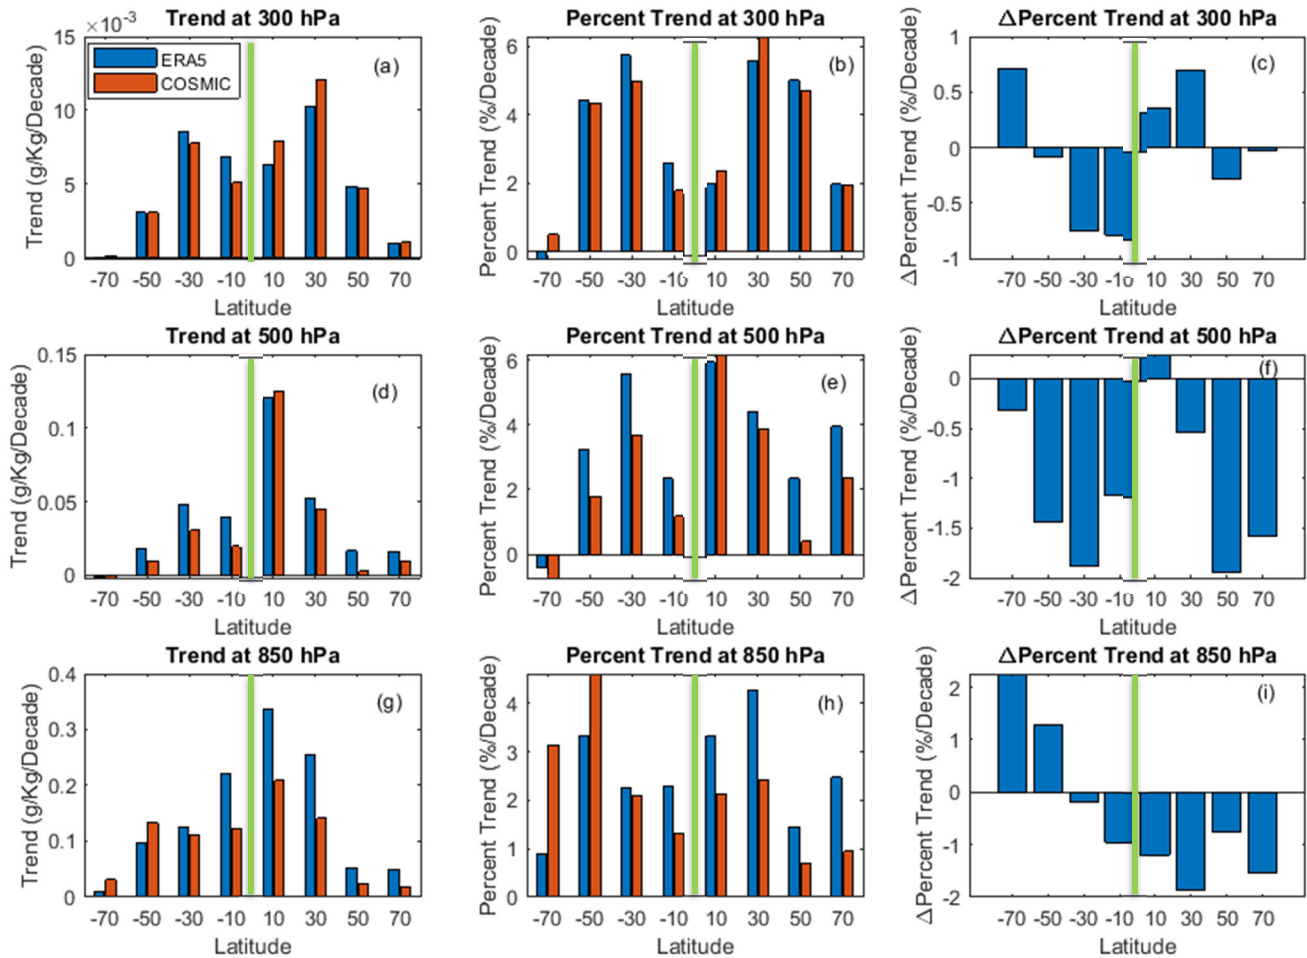 Trend at 300 hPa
×10⁻³
15
10
5
0
Trend (g/Kg/Decade)
ERA5
COSMIC
(a)
-70 -50 -30 -10 10 30 50 70
Latitude
Percent Trend at 300 hPa
6
4
2
0
Percent Trend (%/Decade)
(b)
-70 -50 -30 -10 10 30 50 70
Latitude
ΔPercent Trend at 300 hPa
1
0.5
0
-0.5
-1
ΔPercent Trend (%/Decade)
(c)
-70 -50 -30 -10 10 30 50 70
Latitude
Trend at 500 hPa
0.15
0.1
0.05
0
Trend (g/Kg/Decade)
(d)
-70 -50 -30 -10 10 30 50 70
Latitude
Percent Trend at 500 hPa
6
4
2
0
Percent Trend (%/Decade)
(e)
-70 -50 -30 -10 10 30 50 70
Latitude
ΔPercent Trend at 500 hPa
0
-0.5
-1
-1.5
-2
ΔPercent Trend (%/Decade)
(f)
-70 -50 -30 -10 10 30 50 70
Latitude
Trend at 850 hPa
0.4
0.3
0.2
0.1
0
Trend (g/Kg/Decade)
(g)
-70 -50 -30 -10 10 30 50 70
Latitude
Percent Trend at 850 hPa
4
3
2
1
0
Percent Trend (%/Decade)
(h)
-70 -50 -30 -10 10 30 50 70
Latitude
ΔPercent Trend at 850 hPa
2
1
0
-1
-2
ΔPercent Trend (%/Decade)
(i)
-70 -50 -30 -10 10 30 50 70
Latitude